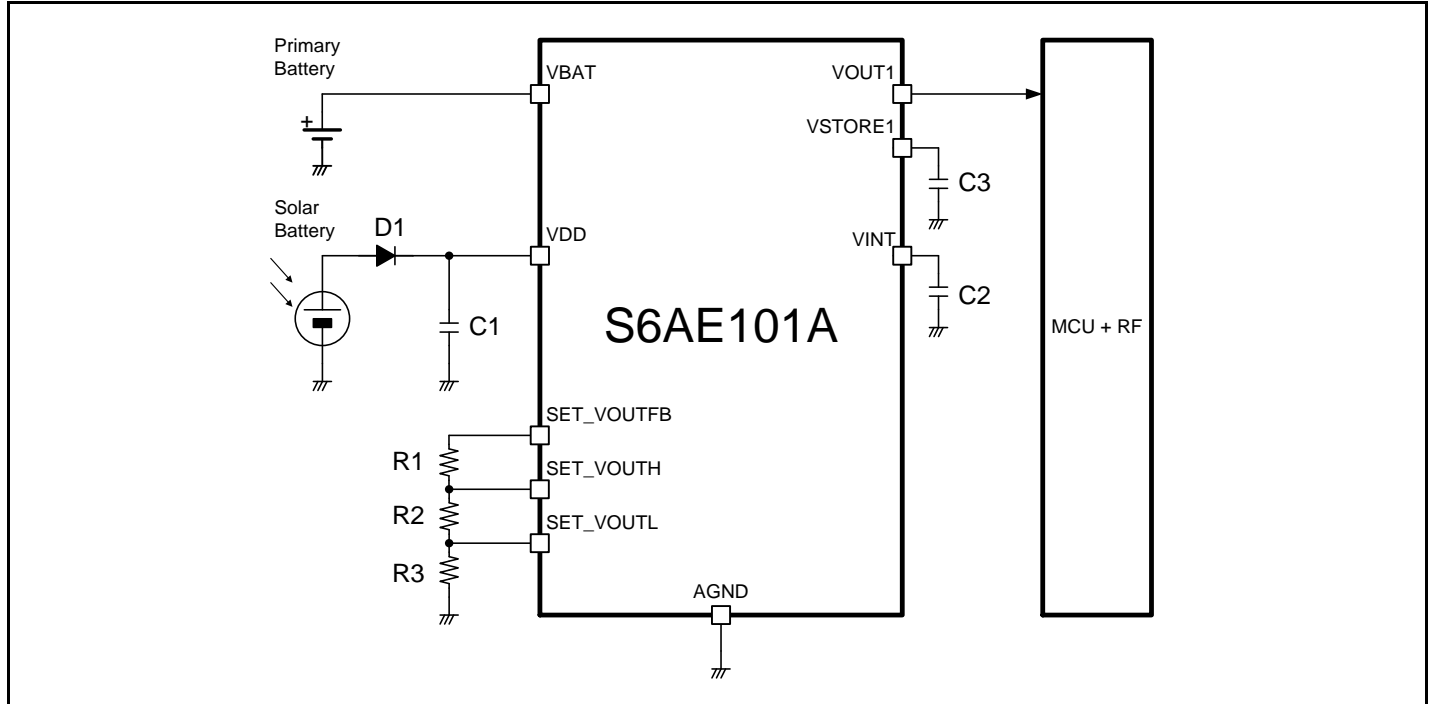 Primary
Battery
+
VBAT
VOUT1
VSTORE1
C3
Solar
Battery
D1
VDD
VINT
C1
C2
S6AE101A
MCU + RF
SET_VOUTFB
R1
SET_VOUTH
R2
SET_VOUTL
R3
AGND